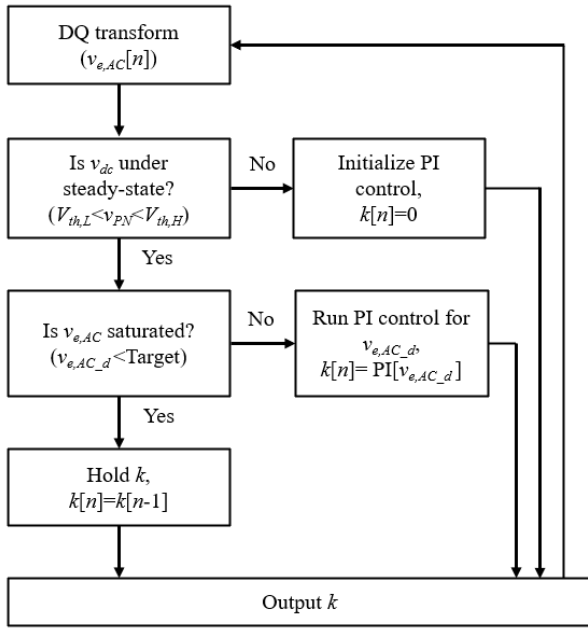 DQ transform
(v_{e,AC}[n])
Is v_{dc} under
steady-state?
(V_{th,L}<v_{PN}<V_{th,H})
No
Initialize PI
control,
k[n]=0
Yes
Is v_{e,AC} saturated?
(v_{e,AC_d}<Target)
No
Run PI control for
v_{e,AC_d},
k[n]= PI[v_{e,AC_d}]
Yes
Hold k,
k[n]=k[n-1]
Output k